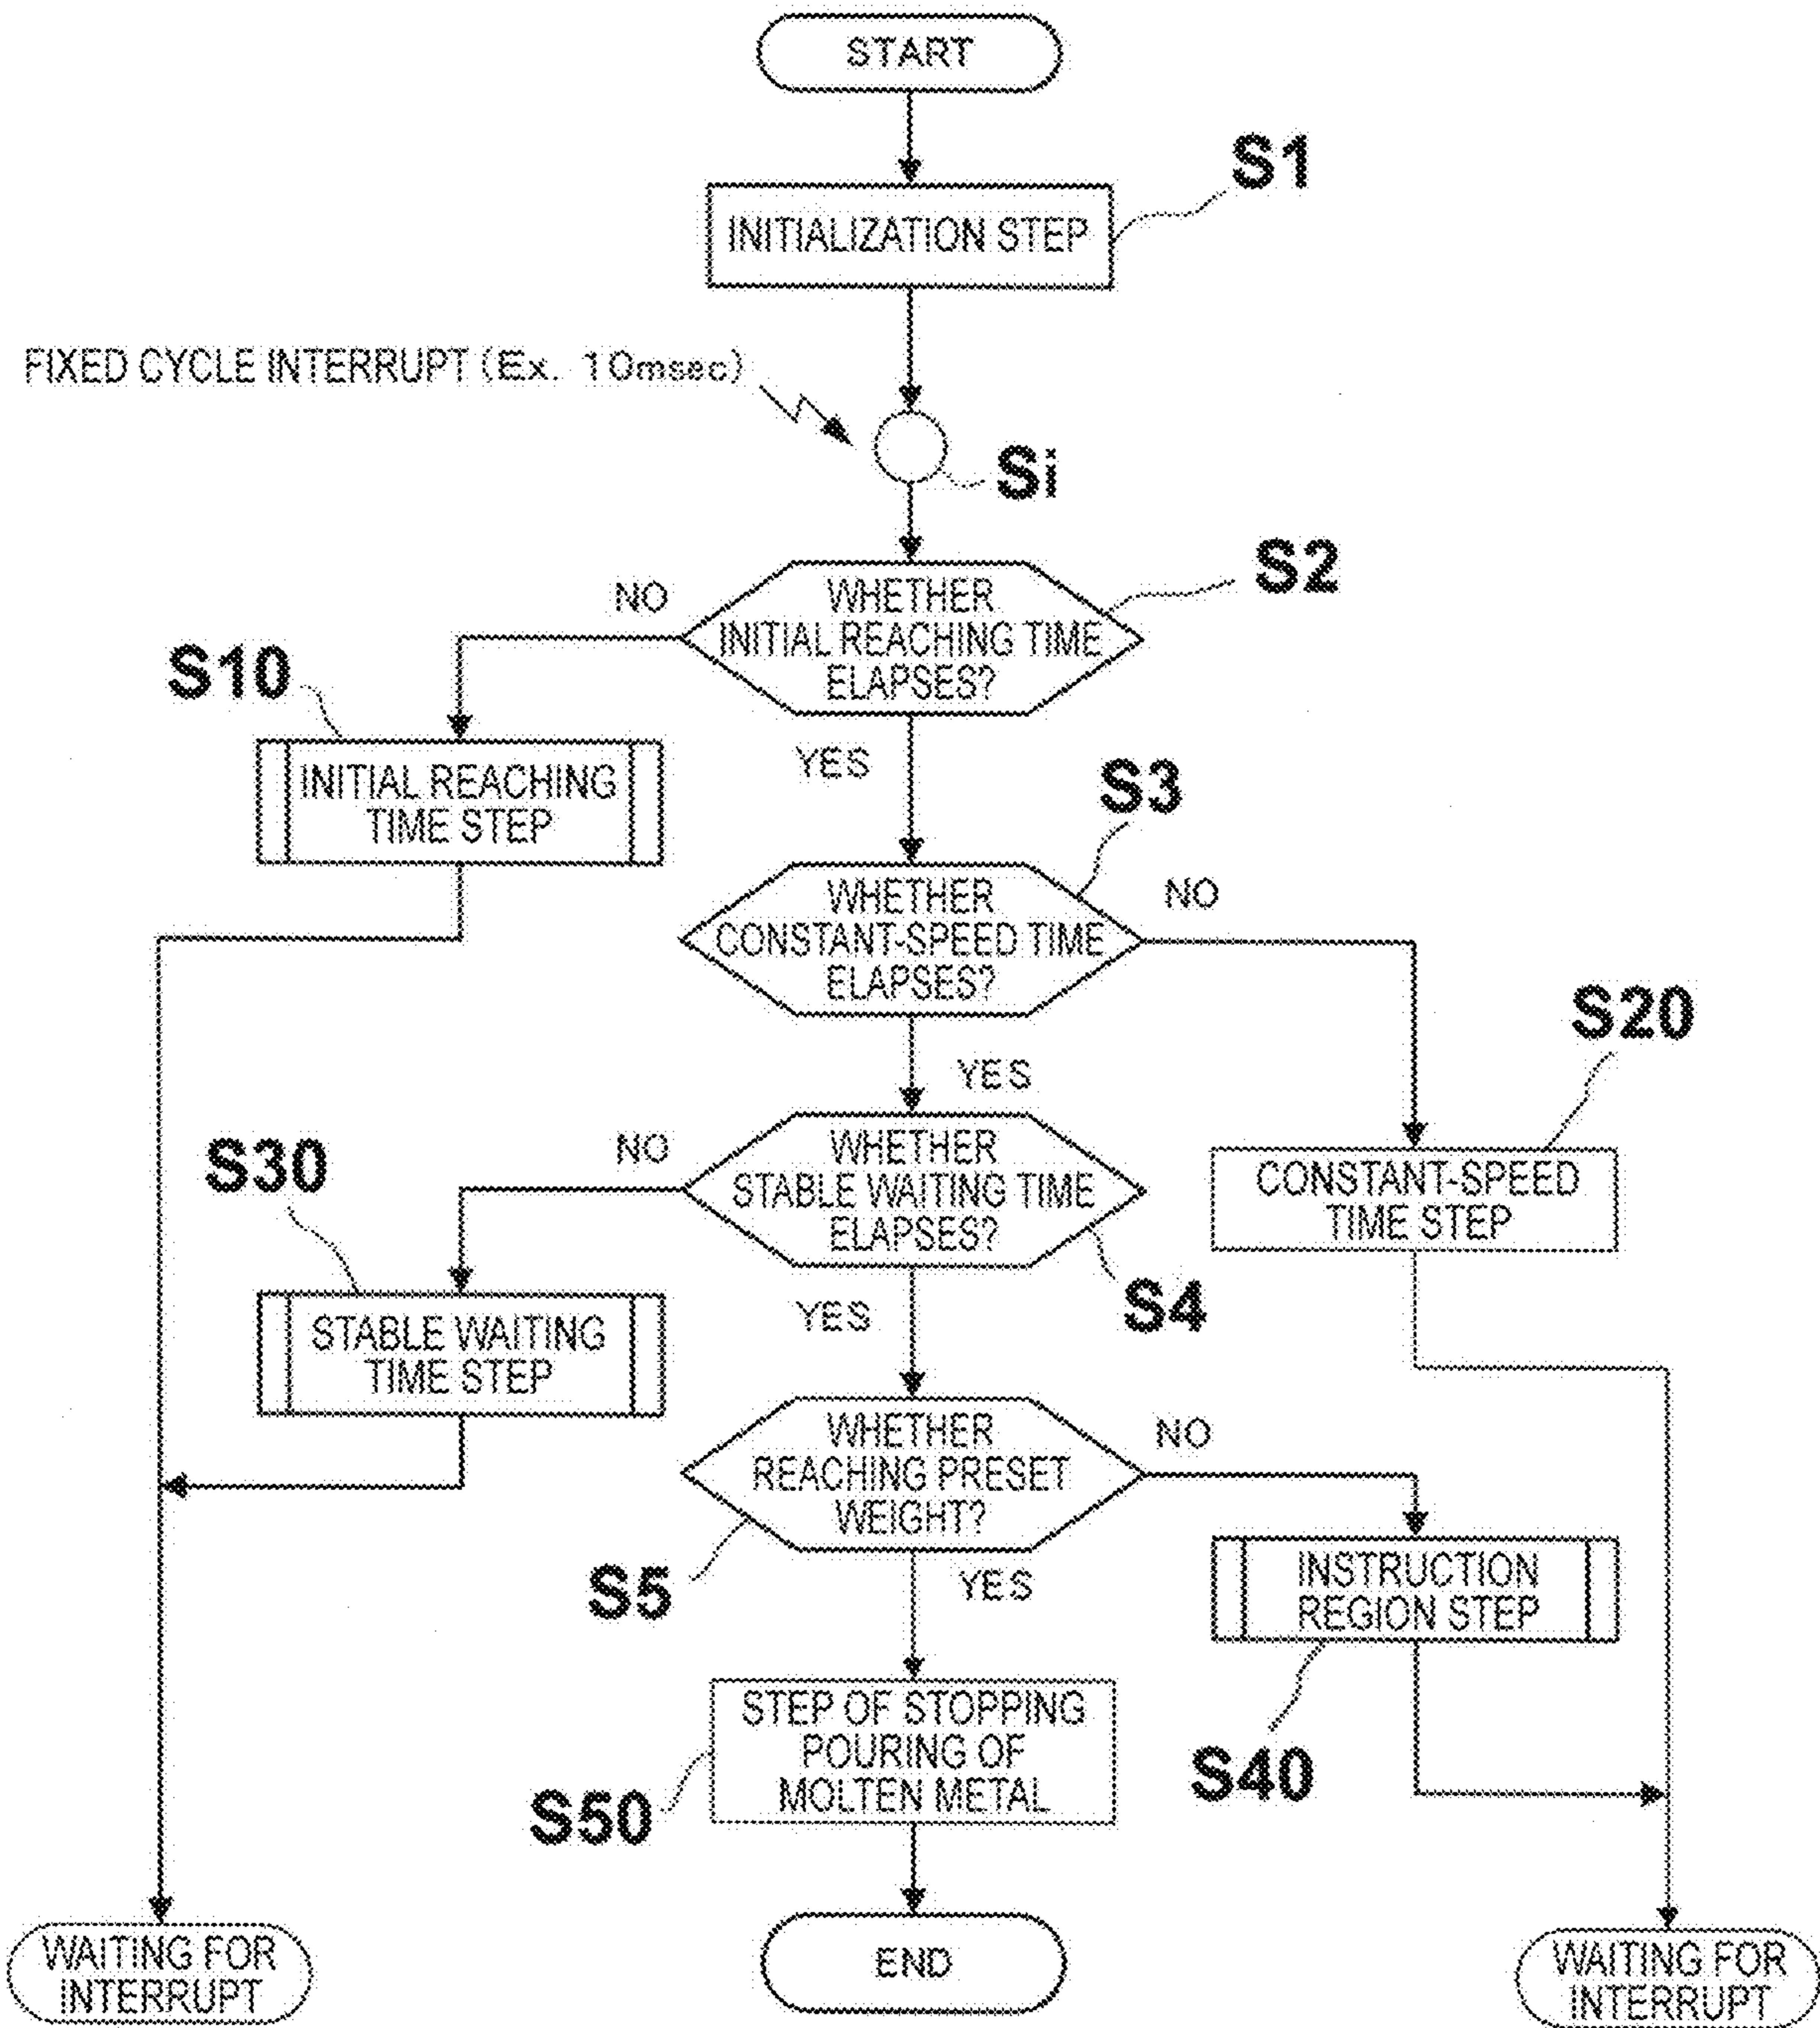 START
S1
INITIALIZATION STEP
FIXED CYCLE INTERRUPT (Ex. 10msec)
Si
S2
NO
WHETHER
INITIAL REACHING TIME
ELAPSES?
S10
YES
INITIAL REACHING
TIME STEP
S3
WHETHER
CONSTANT-SPEED TIME
ELAPSES?
NO
S20
YES
NO
WHETHER
STABLE WAITING TIME
ELAPSES?
S30
CONSTANT-SPEED
TIME STEP
S4
YES
STABLE WAITING
TIME STEP
WHETHER
REACHING PRESET
WEIGHT?
NO
S5
YES
INSTRUCTION
REGION STEP
STEP OF STOPPING
POURING OF
MOLTEN METAL
S40
S50
WAITING FOR
INTERRUPT
END
WAITING FOR
INTERRUPT